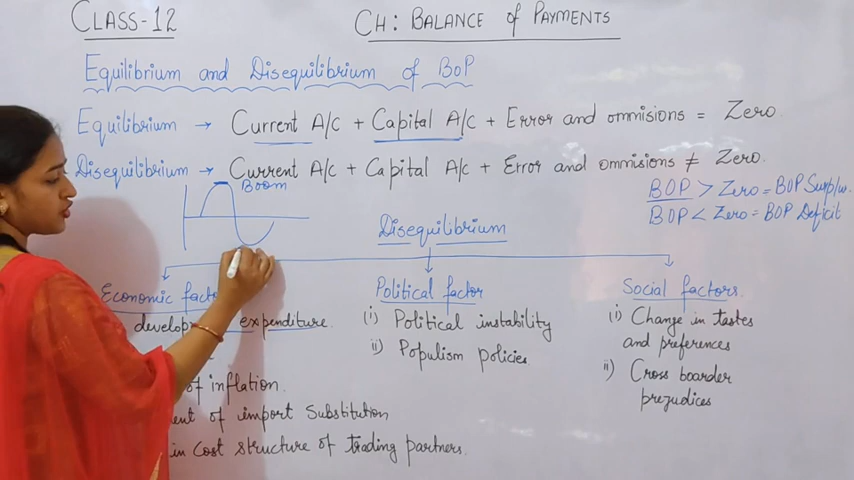 CLASS-12
CH: BALANCE of PAYMENTS
Equilibrium and Disequilibrium of BOP
Equilibrium → Current A/C + Capital A/C + Error and ommisions = Zero.
Disequilibrium → Current A/C + Capital A/C + Error and ommisions ≠ Zero.
BOOM
BOP > Zero = BOP Surplus.
BOP < Zero = BOP Deficit
Disequilibrium
Economic
developm expenditure.
of inflation.
of import Substitution
in cost structure of trading partners.
Political factor
(i) Political instability
ii) Populism policies
Social factors.
(i) Change in tastes
and preferences
ii) Cross boarder
prejudices